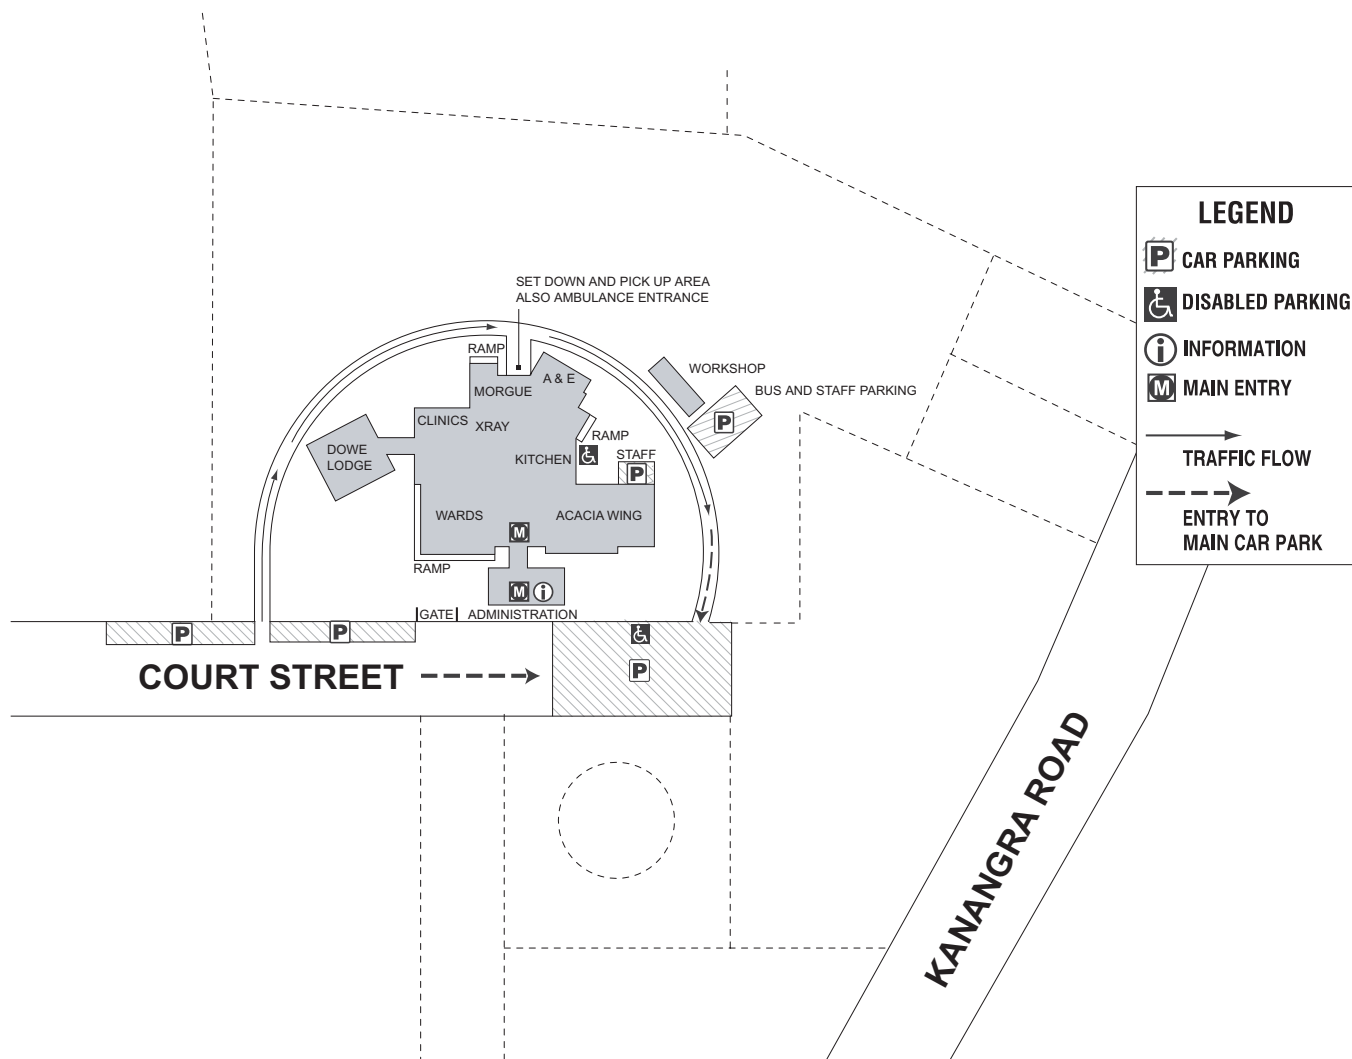 SET DOWN AND PICK UP AREA
ALSO AMBULANCE ENTRANCE
RAMP
MORGUE
A & E
CLINICS
XRAY
RAMP
KITCHEN
STAFF
P
DOWE
LODGE
WORKSHOP
BUS AND STAFF PARKING
P
WARDS
ACACIA WING
M
RAMP
M i
GATE
ADMINISTRATION
P
P
P
COURT STREET
KANANGRA ROAD
LEGEND
P CAR PARKING
DISABLED PARKING
i INFORMATION
M MAIN ENTRY
TRAFFIC FLOW
ENTRY TO
MAIN CAR PARK